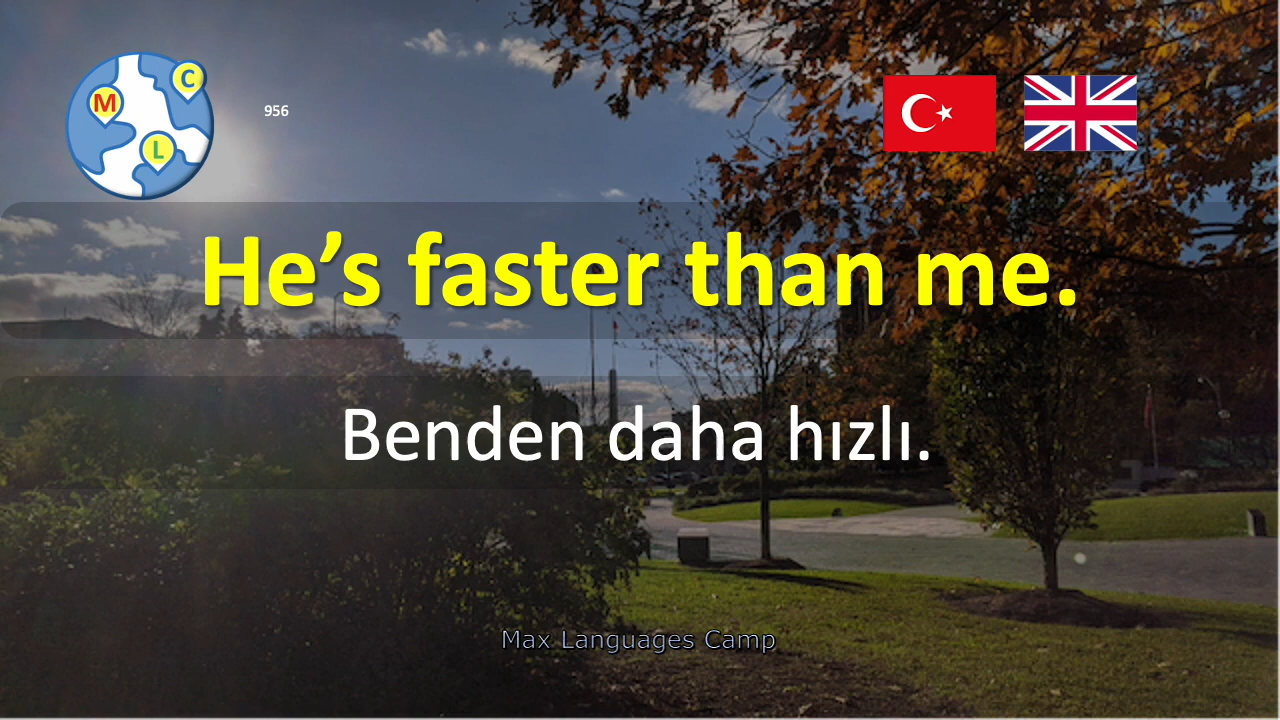 M
C
L
956
He’s faster than me.
Benden daha hızlı.
Max Languages Camp